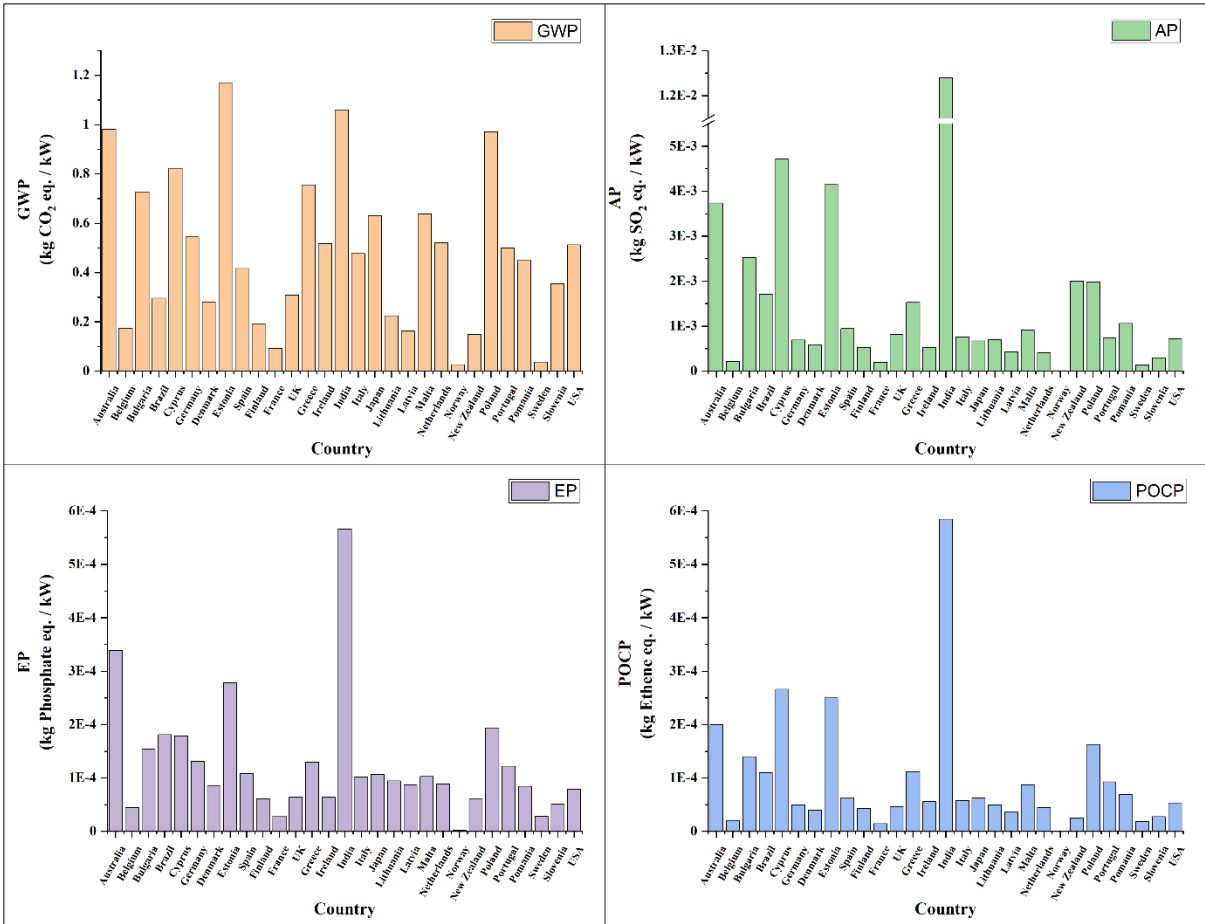 GWP
1.2
1
0.8
0.6
0.4
0.2
0
GWP
(kg CO₂ eq. / kW)
Australia
Belgium
Bulgaria
Brazil
Cyprus
Germany
Denmark
Estonia
Spain
Finland
France
UK
Greece
Ireland
India
Italy
Japan
Lithuania
Latvia
Malta
Netherlands
Norway
New Zealand
Poland
Portugal
Pomania
Sweden
Slovenia
USA
Country
AP
1.3E-2
1.2E-2
5E-3
4E-3
3E-3
2E-3
1E-3
0
AP
(kg SO₂ eq. / kW)
Australia
Belgium
Bulgaria
Brazil
Cyprus
Germany
Denmark
Estonia
Spain
Finland
France
UK
Greece
Ireland
India
Italy
Japan
Lithuania
Latvia
Malta
Netherlands
Norway
New Zealand
Poland
Portugal
Pomania
Sweden
Slovenia
USA
Country
EP
6E-4
5E-4
4E-4
3E-4
2E-4
1E-4
0
EP
(kg Phosphate eq. / kW)
Australia
Belgium
Bulgaria
Brazil
Cyprus
Germany
Denmark
Estonia
Spain
Finland
France
UK
Greece
Ireland
India
Italy
Japan
Lithuania
Latvia
Malta
Netherlands
Norway
New Zealand
Poland
Portugal
Pomania
Sweden
Slovenia
USA
Country
POCP
6E-4
5E-4
4E-4
3E-4
2E-4
1E-4
0
POCP
(kg Ethene eq. / kW)
Australia
Belgium
Bulgaria
Brazil
Cyprus
Germany
Denmark
Estonia
Spain
Finland
France
UK
Greece
Ireland
India
Italy
Japan
Lithuania
Latvia
Malta
Netherlands
Norway
New Zealand
Poland
Portugal
Pomania
Sweden
Slovenia
USA
Country